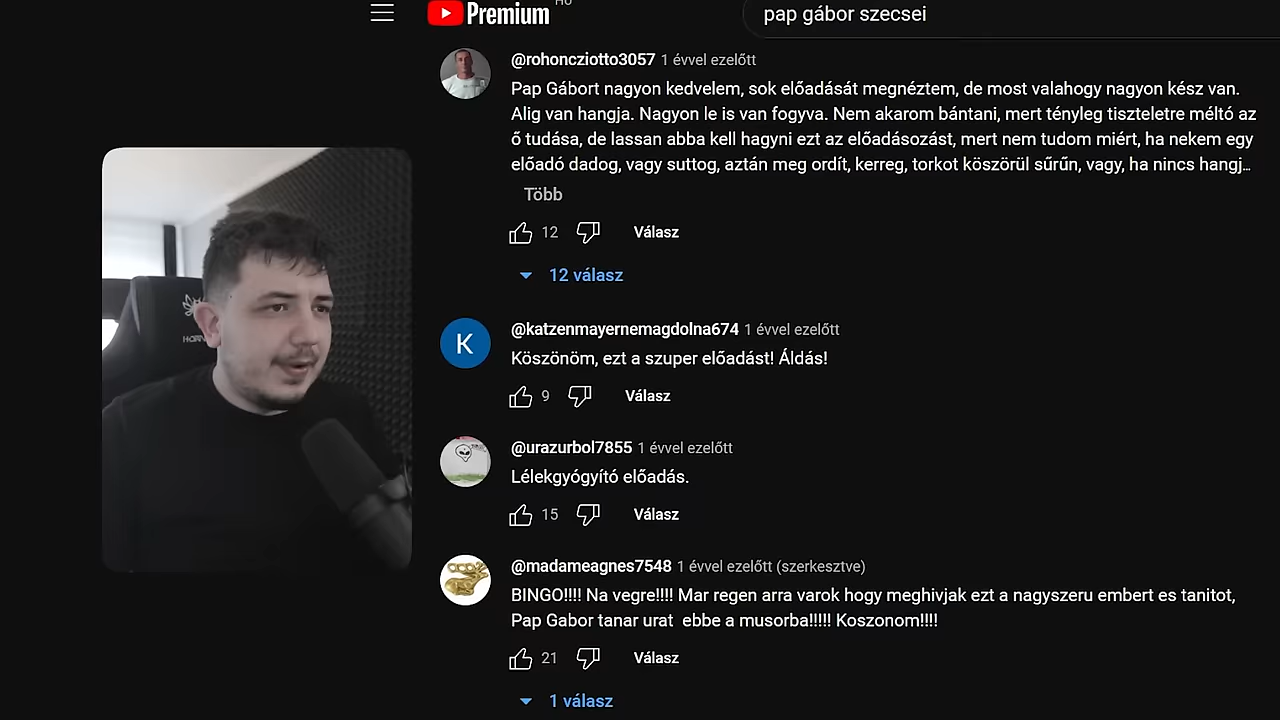 HU
Premium
pap gábor szecsei
@rohoncziotto3057 1 évvel ezelőtt
Pap Gábort nagyon kedvelem, sok előadását megnéztem, de most valahogy nagyon kész van.
Alig van hangja. Nagyon le is van fogyva. Nem akarom bántani, mert tényleg tiszteletre méltó az
ő tudása, de lassan abba kell hagyni ezt az előadásozást, mert nem tudom miért, ha nekem egy
előadó dadog, vagy suttog, aztán meg ordít, kerreg, torkot köszörül sűrűn, vagy, ha nincs hangj…
Több
12 Válasz
12 válasz
K
@katzenmayernemagdolna674 1 évvel ezelőtt
Köszönöm, ezt a szuper előadást! Áldás!
9 Válasz
@urazurbol7855 1 évvel ezelőtt
Lélekgyógyító előadás.
15 Válasz
@madameagnes7548 1 évvel ezelőtt (szerkesztve)
BINGO!!!! Na vegre!!!! Mar regen arra varok hogy meghivjak ezt a nagyszeru embert es tanitot,
Pap Gabor tanar urat  ebbe a musorba!!!!! Koszonom!!!!
21 Válasz
1 válasz